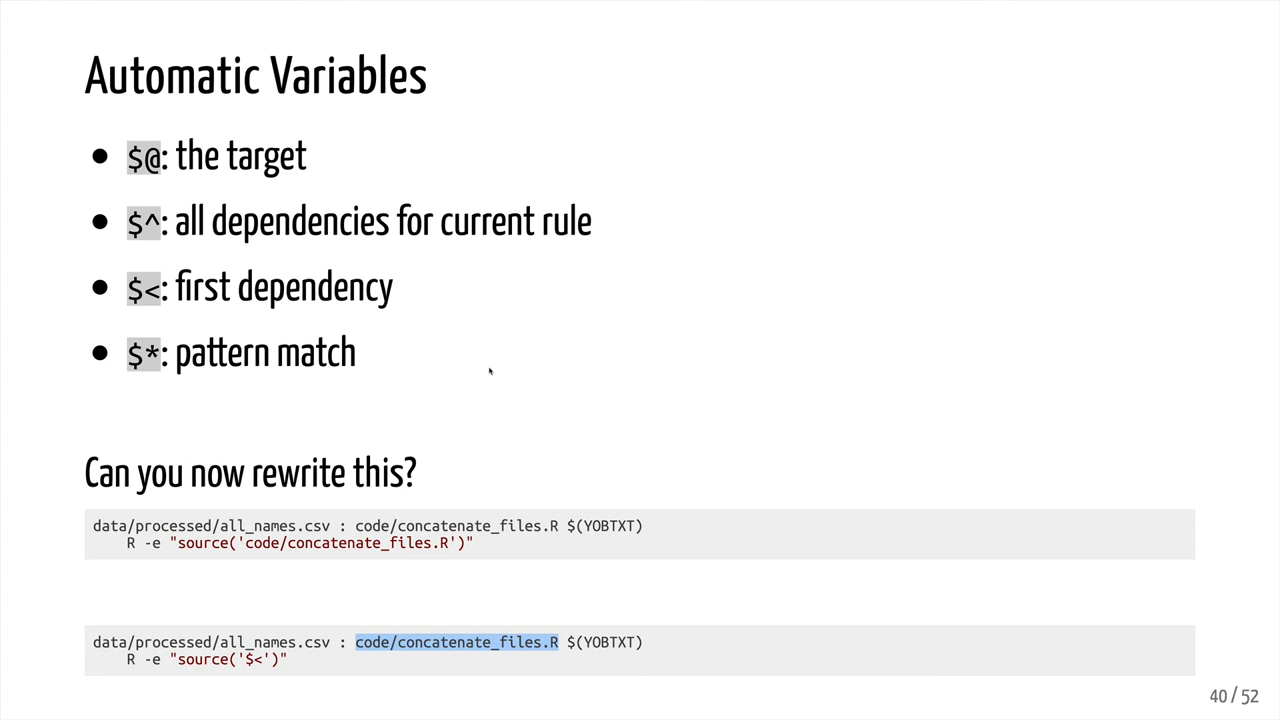 Automatic Variables
• $@: the target
• $^: all dependencies for current rule
• $<: first dependency
• $*: pattern match
Can you now rewrite this?
data/processed/all_names.csv : code/concatenate_files.R $(YOBTXT)
    R -e "source('code/concatenate_files.R')"
data/processed/all_names.csv : code/concatenate_files.R $(YOBTXT)
    R -e "source('$<')"
40 / 52